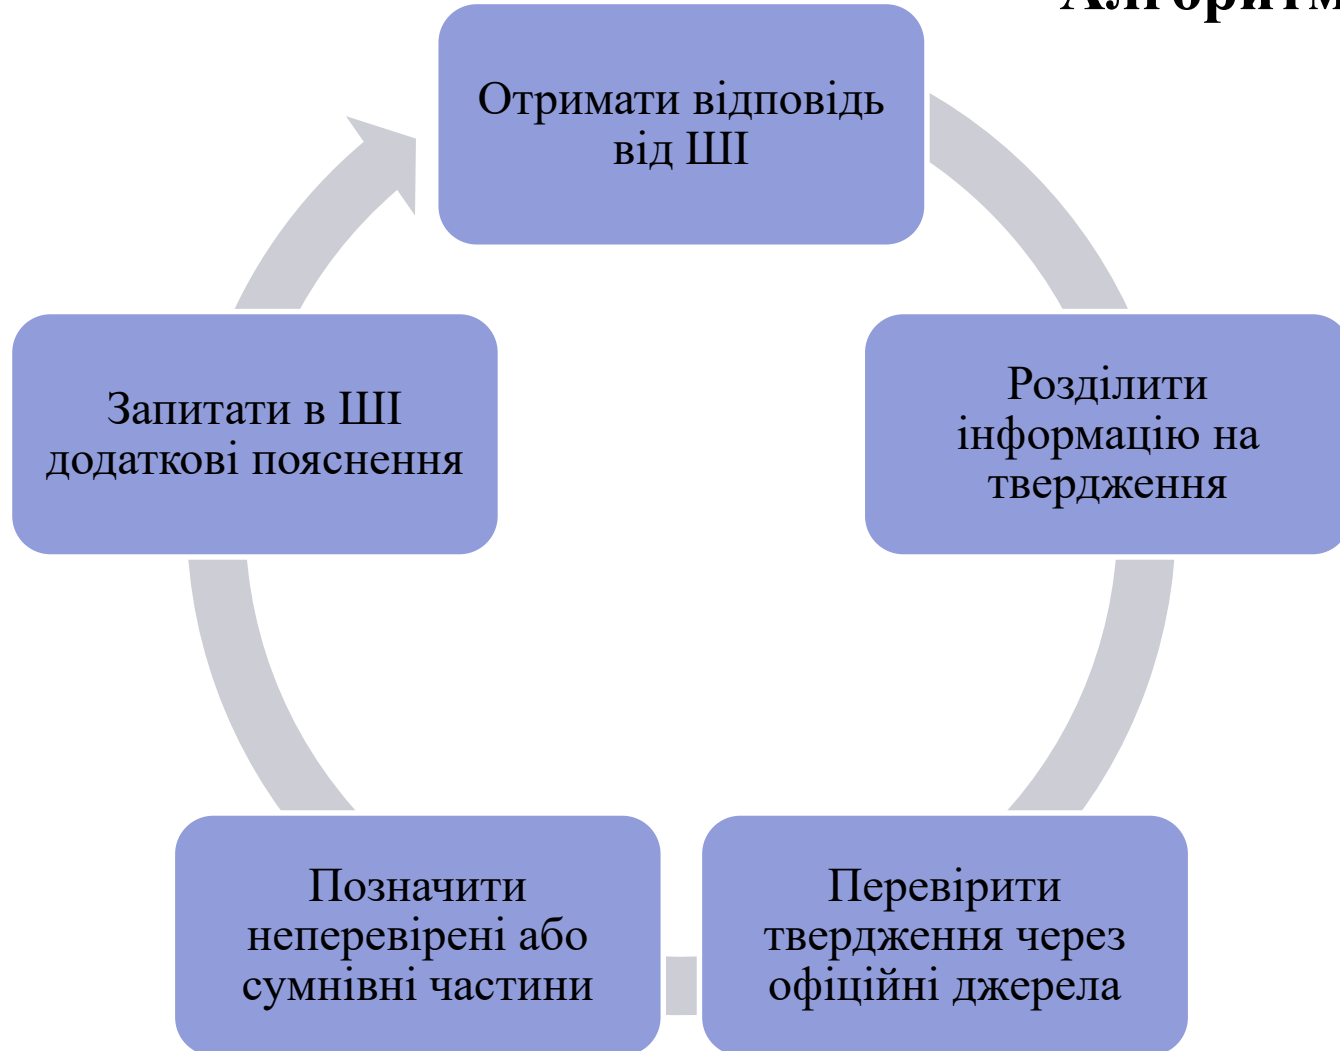 Алгоритм
Отримати відповідь
від ШІ
Розділити
інформацію на
твердження
Перевірити
твердження через
офіційні джерела
Позначити
неперевірені або
сумнівні частини
Запитати в ШІ
додаткові пояснення